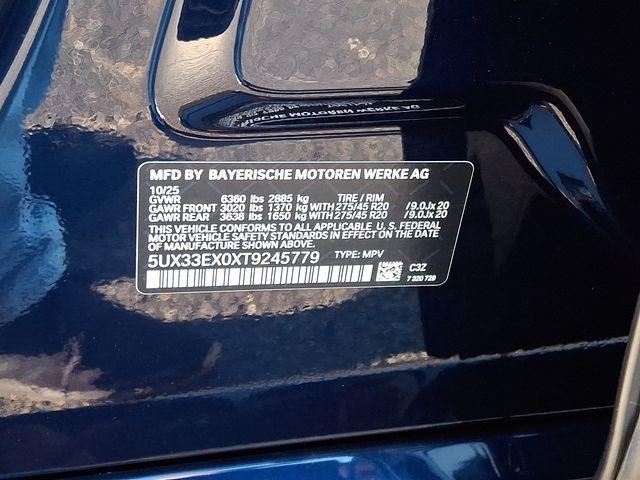 MFD BY BAYERISCHE MOTOREN WERKE AG
10/25
GVWR 6360 lbs 2885 kg TIRE / RIM
GAWR FRONT 3020 lbs 1370 kg WITH 275/45 R20 /9.0Jx 20
GAWR REAR 3638 lbs 1650 kg WITH 275/45 R20 /9.0Jx 20
THIS VEHICLE CONFORMS TO ALL APPLICABLE U. S. FEDERAL
MOTOR VEHICLE SAFETY STANDARDS IN EFFECT ON THE DATE
OF MANUFACTURE SHOWN ABOVE.
5UX33EX0XT9245779 TYPE: MPV
C3Z
7 320 729